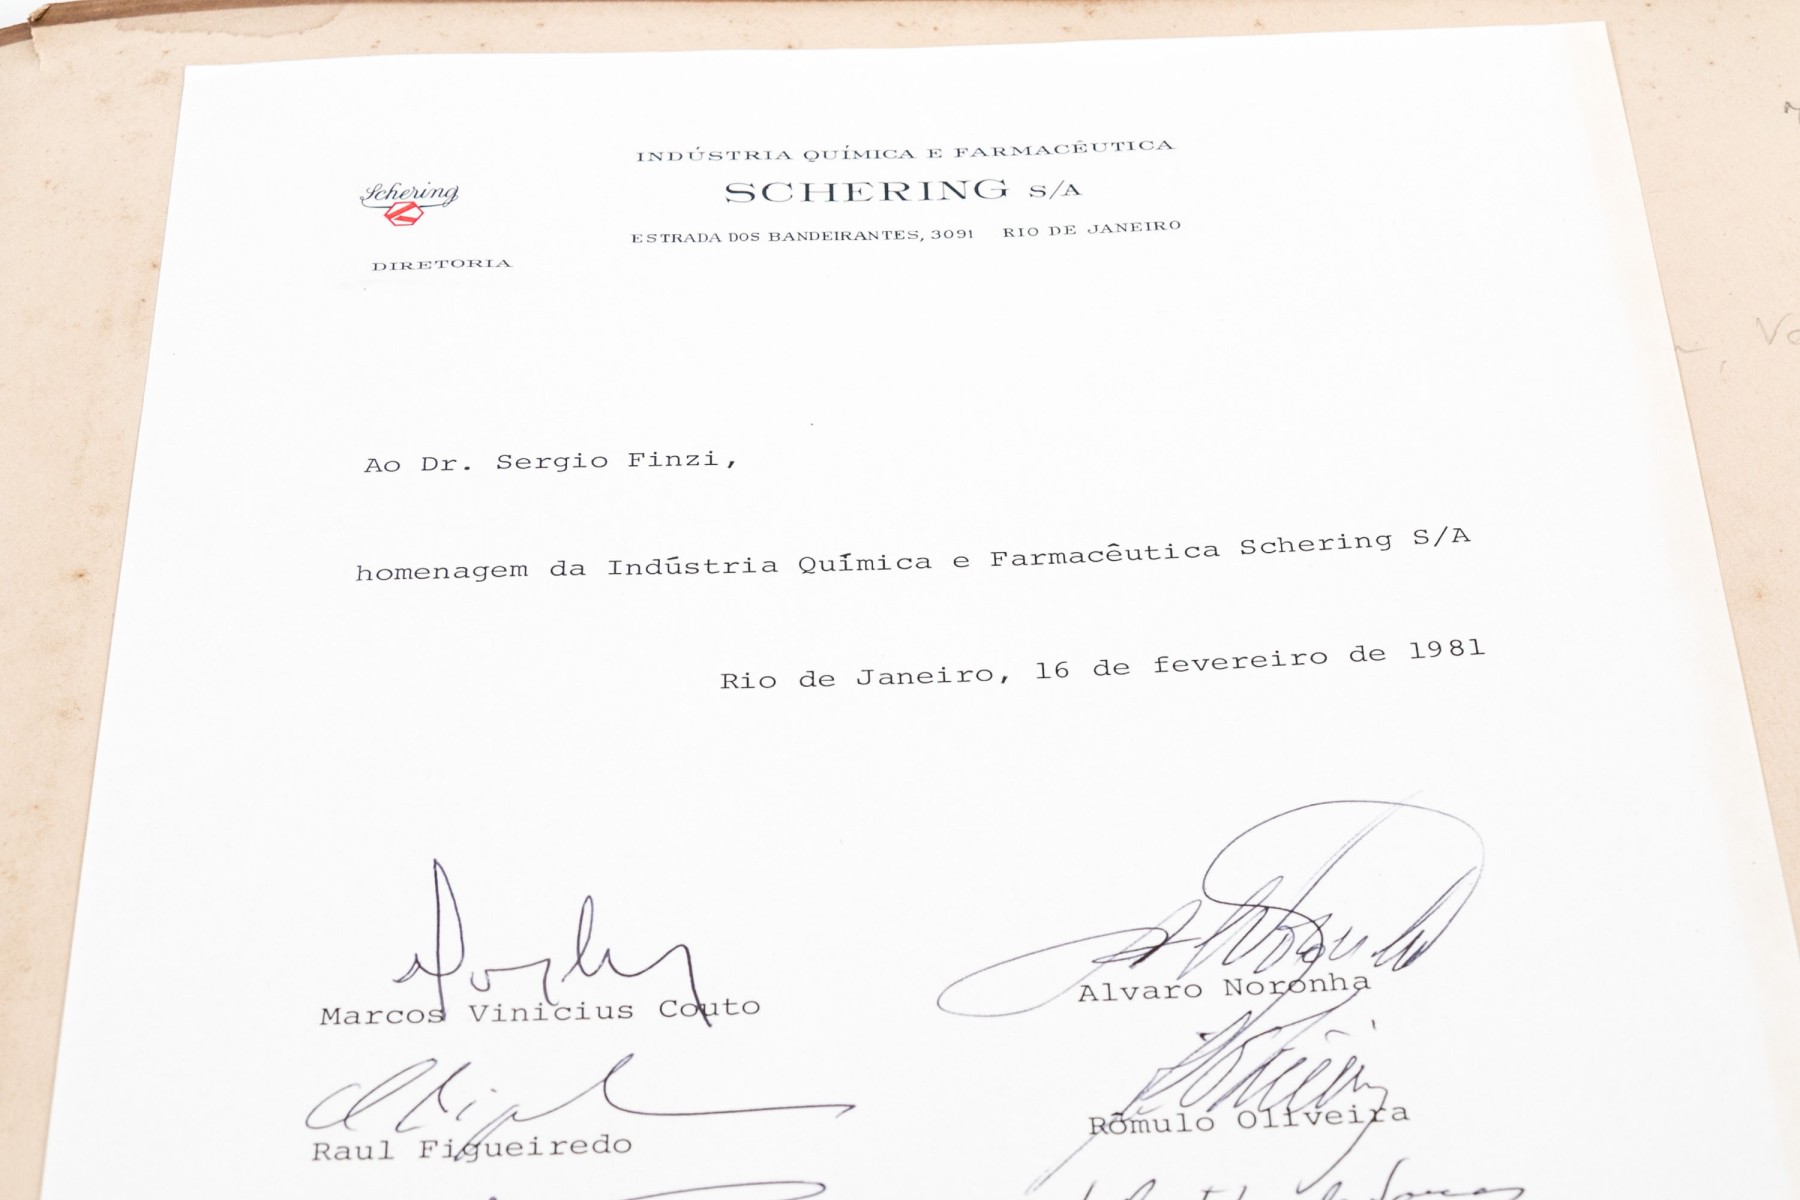 INDÚSTRIA QUÍMICA E FARMACÊUTICA
Schering
SCHERING S/A
ESTRADA DOS BANDEIRANTES, 3091 RIO DE JANEIRO
DIRETORIA
Ao Dr. Sergio Finzi,
homenagem da Indústria Química e Farmacêutica Schering S/A
Rio de Janeiro, 16 de fevereiro de 1981
Marcos Vinicius Couto
Alvaro Noronha
Raul Figueiredo
Rômulo Oliveira